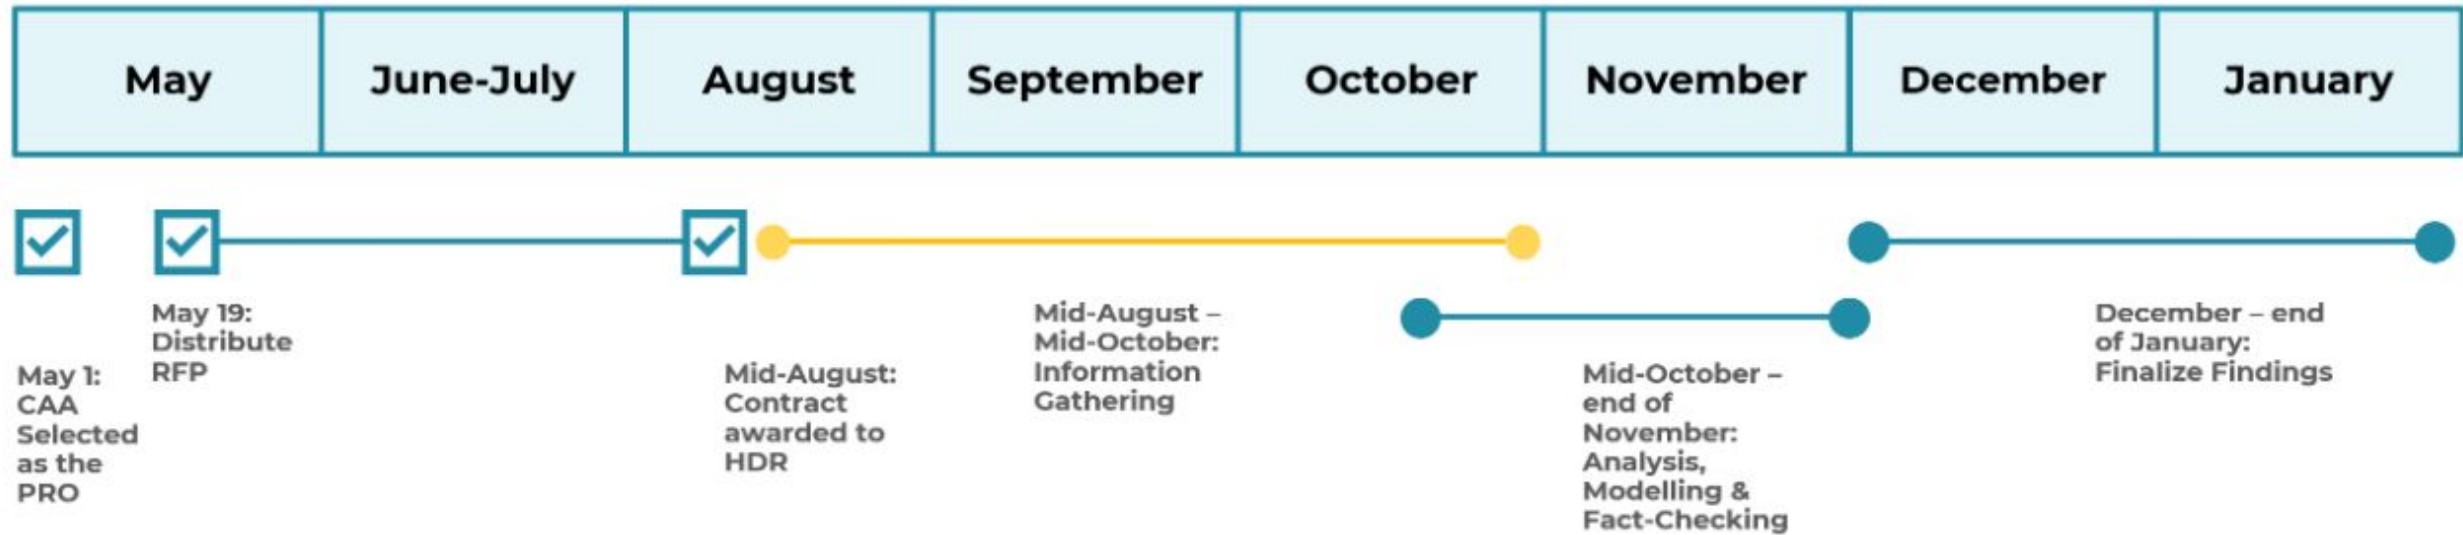 May
June-July
August
September
October
November
December
January
May 1:
CAA
Selected
as the
PRO
May 19:
Distribute
RFP
Mid-August:
Contract
awarded to
HDR
Mid-August –
Mid-October:
Information
Gathering
Mid-October –
end of
November:
Analysis,
Modelling &
Fact-Checking
December – end
of January:
Finalize Findings